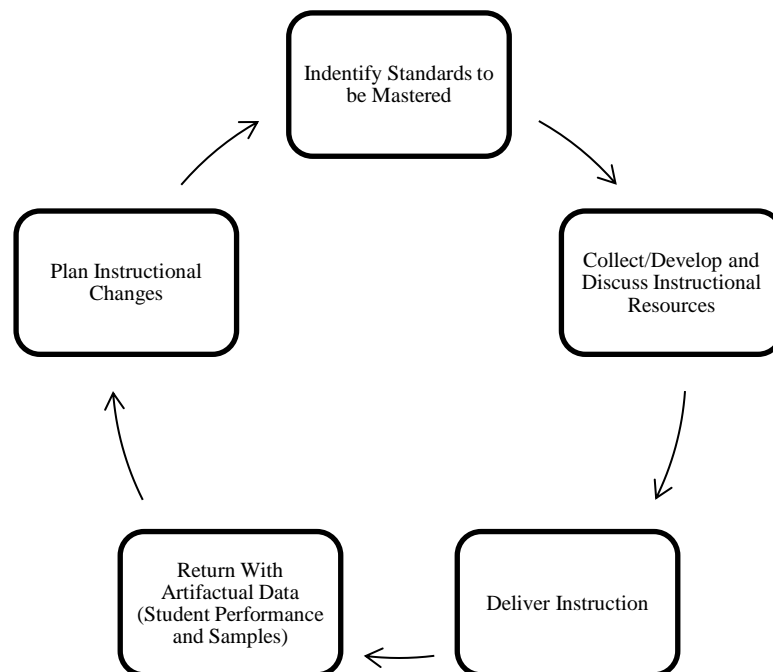 Indentify Standards to
be Mastered
Collect/Develop and
Discuss Instructional
Resources
Deliver Instruction
Return With
Artifactual Data
(Student Performance
and Samples)
Plan Instructional
Changes